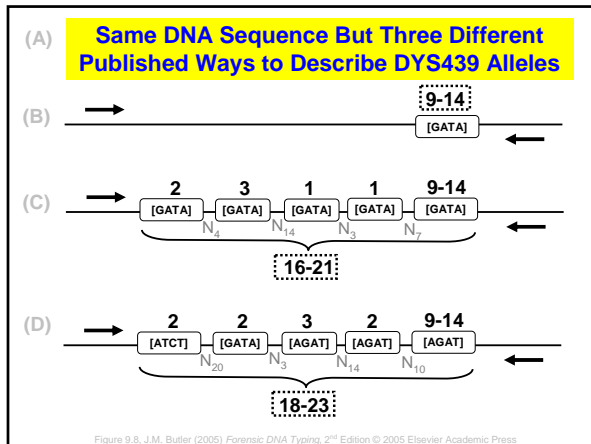 (A) Same DNA Sequence But Three Different
Published Ways to Describe DYS439 Alleles
9-14
(B) [GATA]
2 3 1 1 9-14
(C) [GATA] [GATA] [GATA] [GATA] [GATA]
N4 N14 N3 N7
16-21
2 2 3 2 9-14
(D) [ATCT] [GATA] [AGAT] [AGAT] [AGAT]
N20 N3 N14 N10
18-23
Figure 9.8, J.M. Butler (2005) Forensic DNA Typing, 2nd Edition © 2005 Elsevier Academic Press